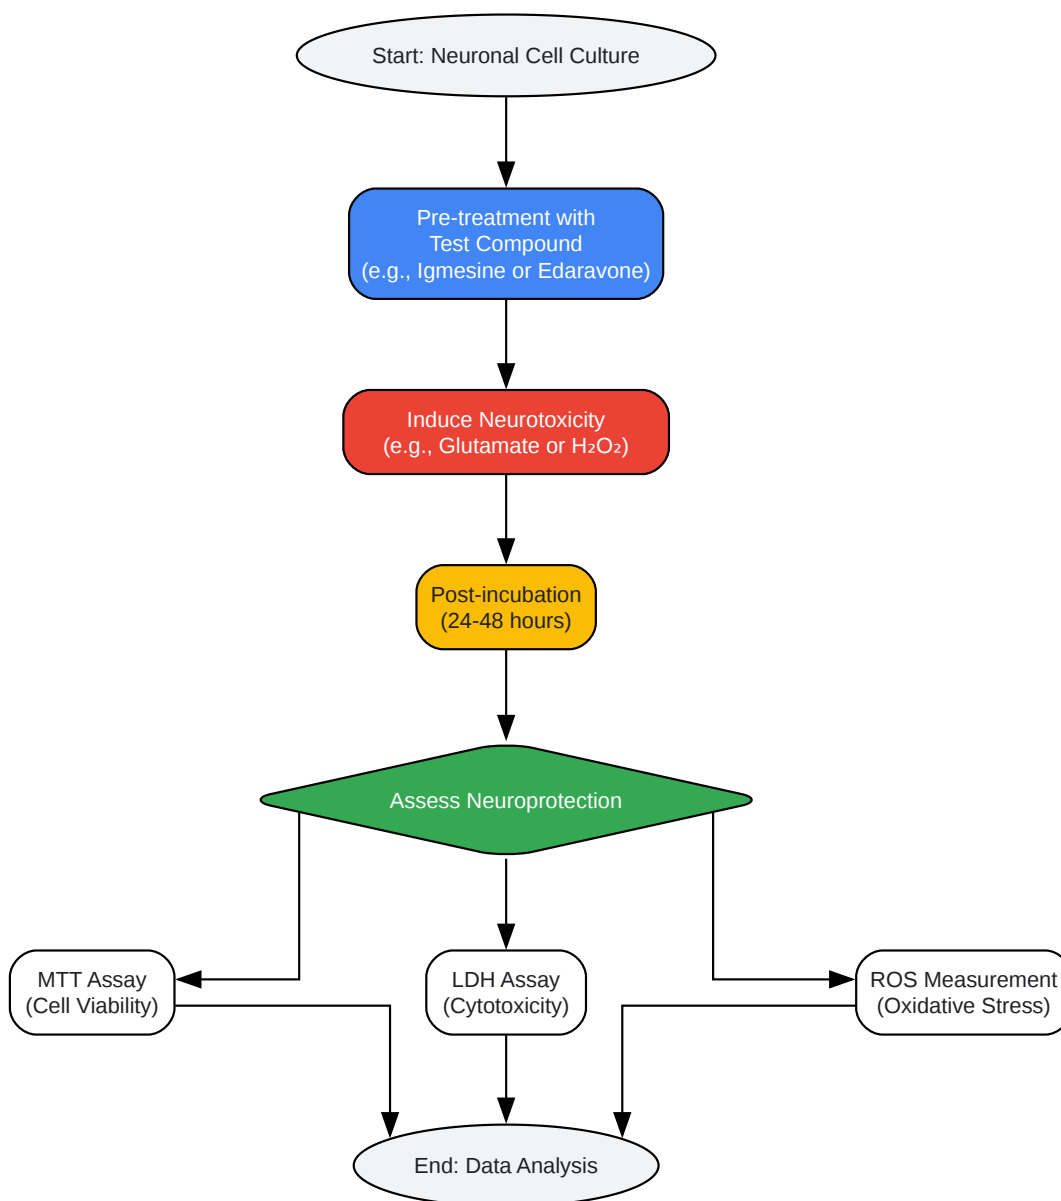 Start: Neuronal Cell Culture
Pre-treatment with
Test Compound
(e.g., Igmesine or Edaravone)
Induce Neurotoxicity
(e.g., Glutamate or H₂O₂)
Post-incubation
(24-48 hours)
Assess Neuroprotection
MTT Assay
(Cell Viability)
LDH Assay
(Cytotoxicity)
ROS Measurement
(Oxidative Stress)
End: Data Analysis